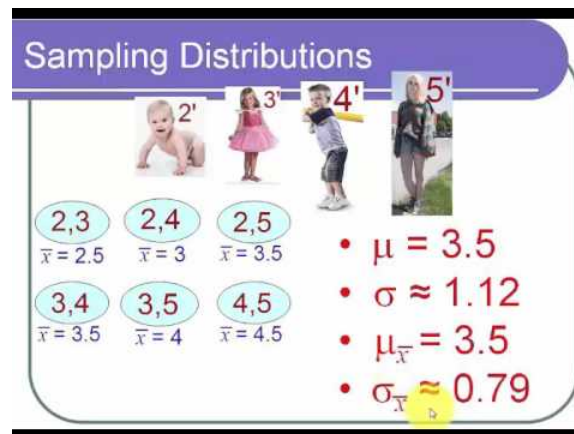 Sampling Distributions
2' 3' 4' 5'
2,3 2,4 2,5
x̅ = 2.5 x̅ = 3 x̅ = 3.5
3,4 3,5 4,5
x̅ = 3.5 x̅ = 4 x̅ = 4.5
• μ = 3.5
• σ ≈ 1.12
• μx̅ = 3.5
• σx̅ ≈ 0.79